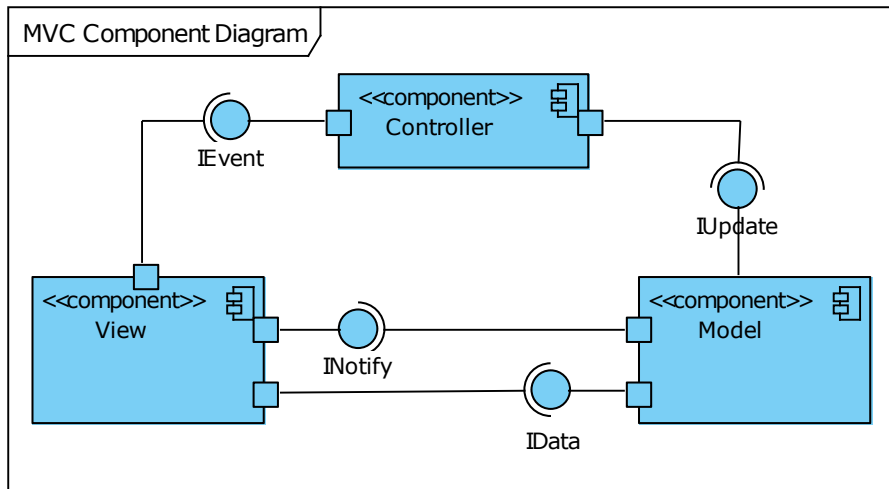 MVC Component Diagram
<<component>>
Controller
IEvent
IUpdate
<<component>>
View
<<component>>
Model
INotify
IData